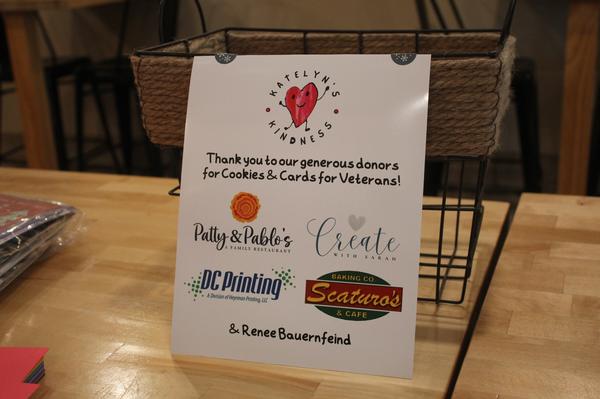 KATELYN'S
KINDNESS
Thank you to our generous donors
for Cookies & Cards for Veterans!
Patty & Pablo's
A FAMILY RESTAURANT
Create
WITH SARAH
DC Printing
A Division of Heyrman Printing, LLC
BAKING CO
Scaturo's
& CAFE
& Renee Bauernfeind